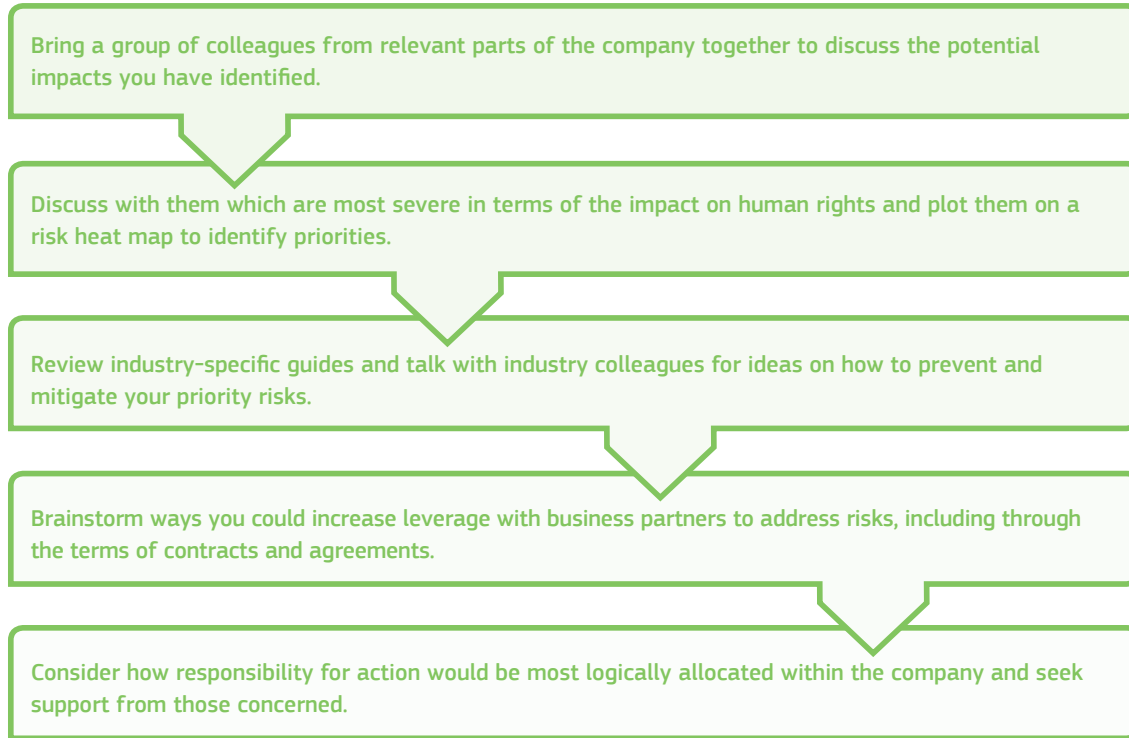 Bring a group of colleagues from relevant parts of the company together to discuss the potential
impacts you have identified.
Discuss with them which are most severe in terms of the impact on human rights and plot them on a
risk heat map to identify priorities.
Review industry-specific guides and talk with industry colleagues for ideas on how to prevent and
mitigate your priority risks.
Brainstorm ways you could increase leverage with business partners to address risks, including through
the terms of contracts and agreements.
Consider how responsibility for action would be most logically allocated within the company and seek
support from those concerned.